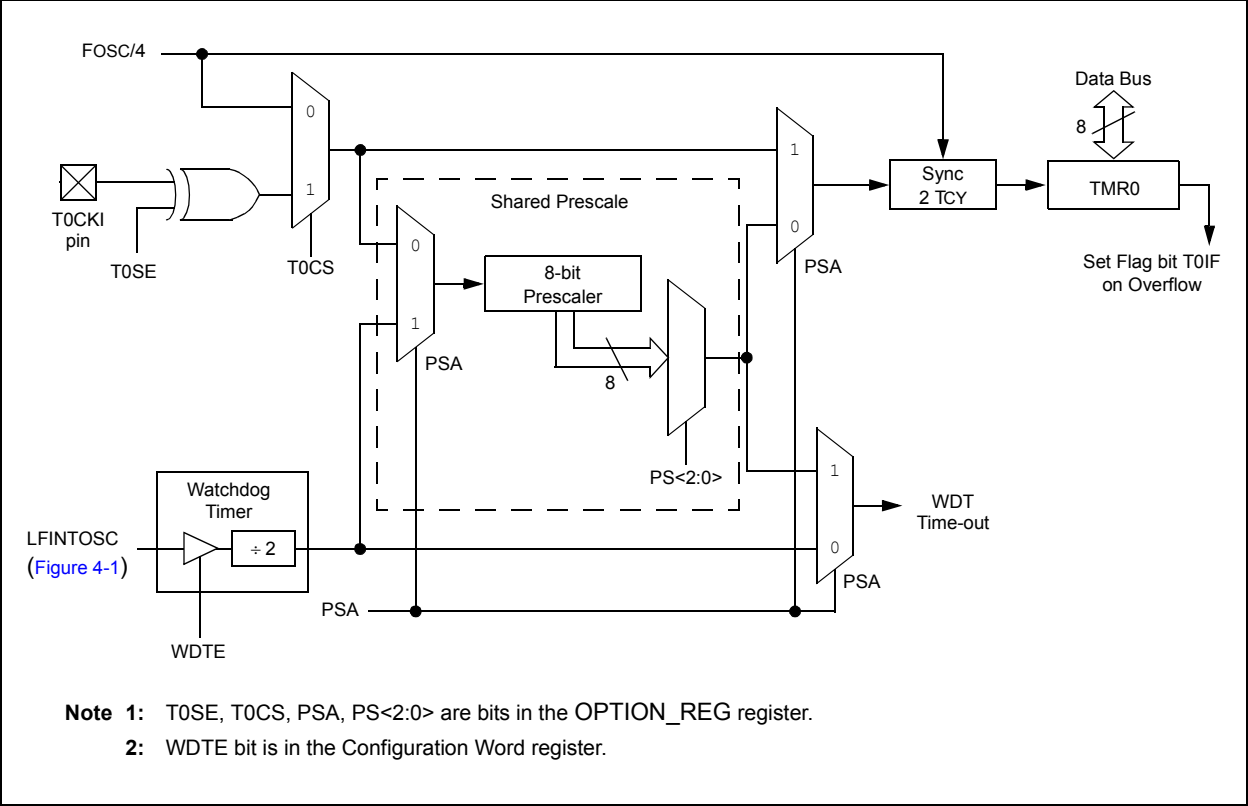 FOSC/4
Data Bus
8
0
1
Sync
2 TCY
TMR0
T0CKI
pin
T0SE
1
T0CS
Shared Prescale
0
PSA
Set Flag bit T0IF
on Overflow
0
1
PSA
8-bit
Prescaler
8
PS<2:0>
Watchdog
Timer
LFINTOSC
(Figure 4-1)
÷ 2
WDTE
1
0
PSA
WDT
Time-out
PSA
Note 1: T0SE, T0CS, PSA, PS<2:0> are bits in the OPTION_REG register.
2: WDTE bit is in the Configuration Word register.